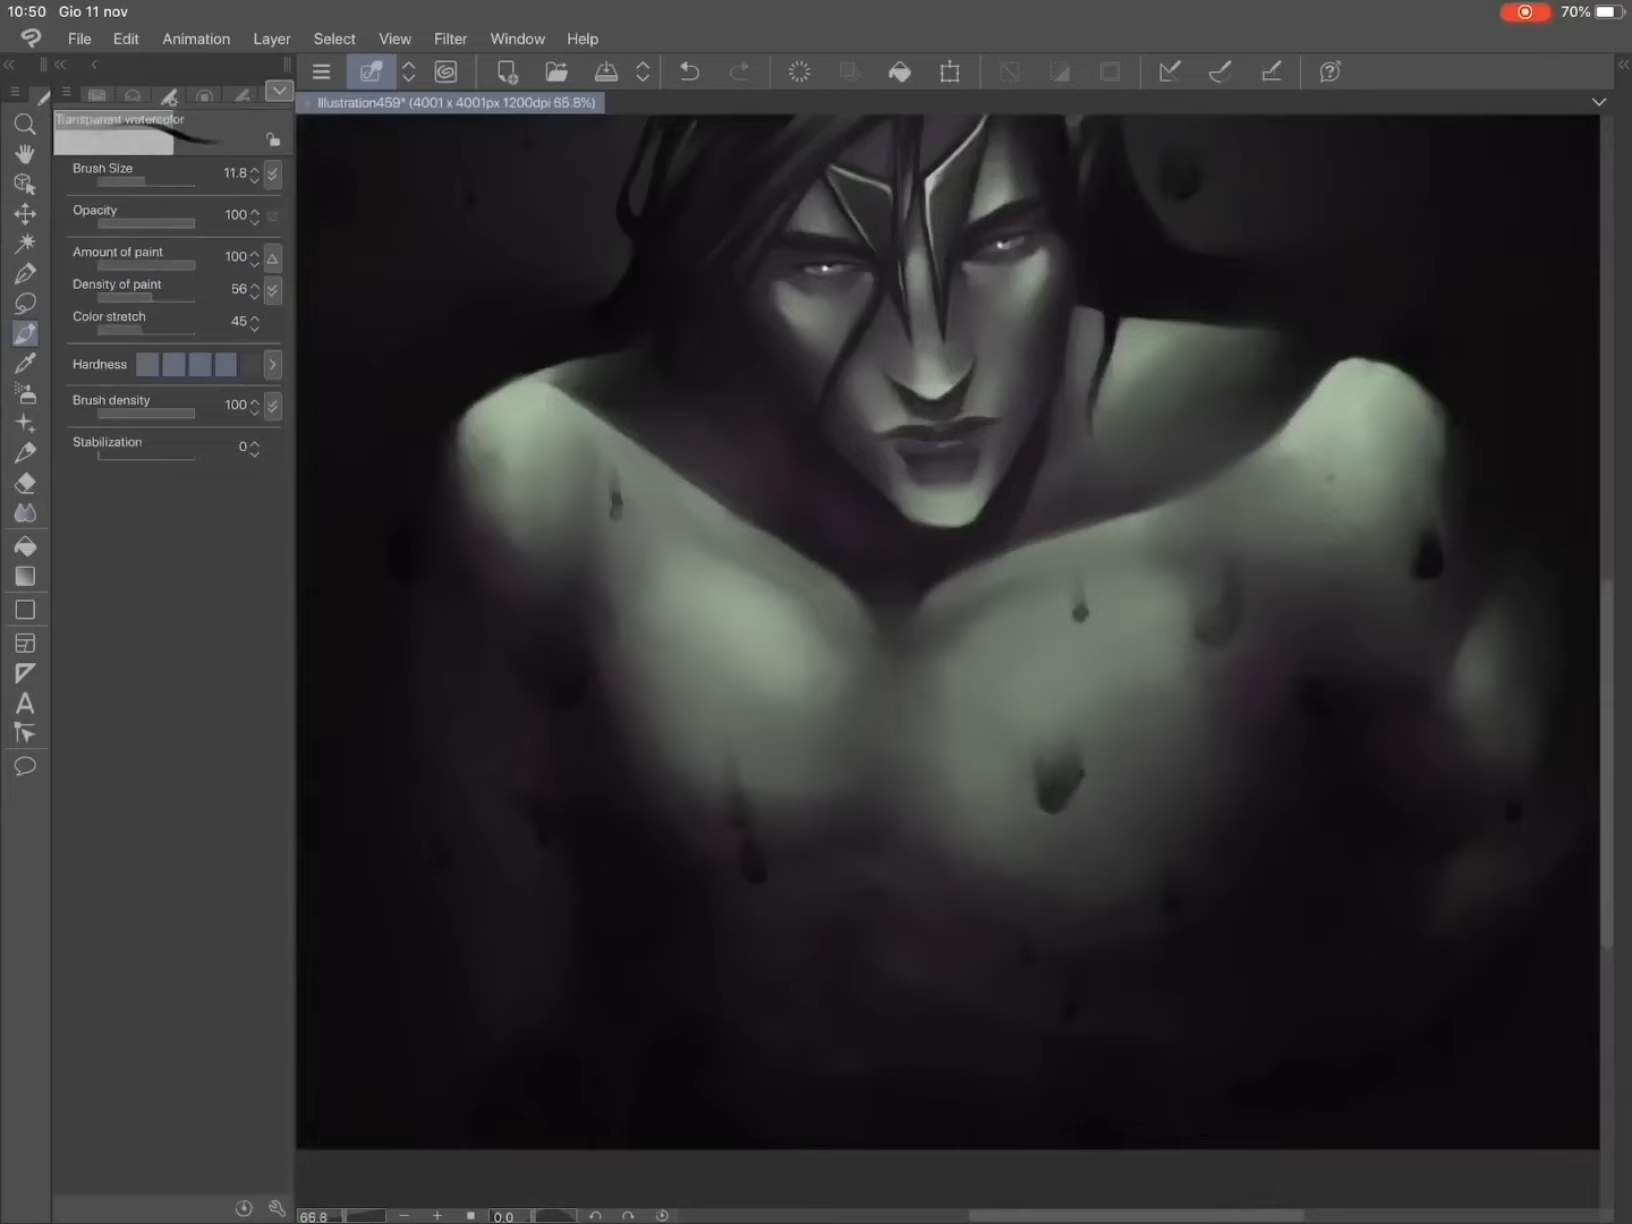 10:50 Gio 11 nov
70%
File Edit Animation Layer Select View Filter Window Help
Illustration459* (4001 x 4001px 1200dpi 65.8%)
Transparent watercolor
Brush Size 11.8
Opacity 100
Amount of paint 100
Density of paint 56
Color stretch 45
Hardness
Brush density 100
Stabilization 0
A
65.8 0.0